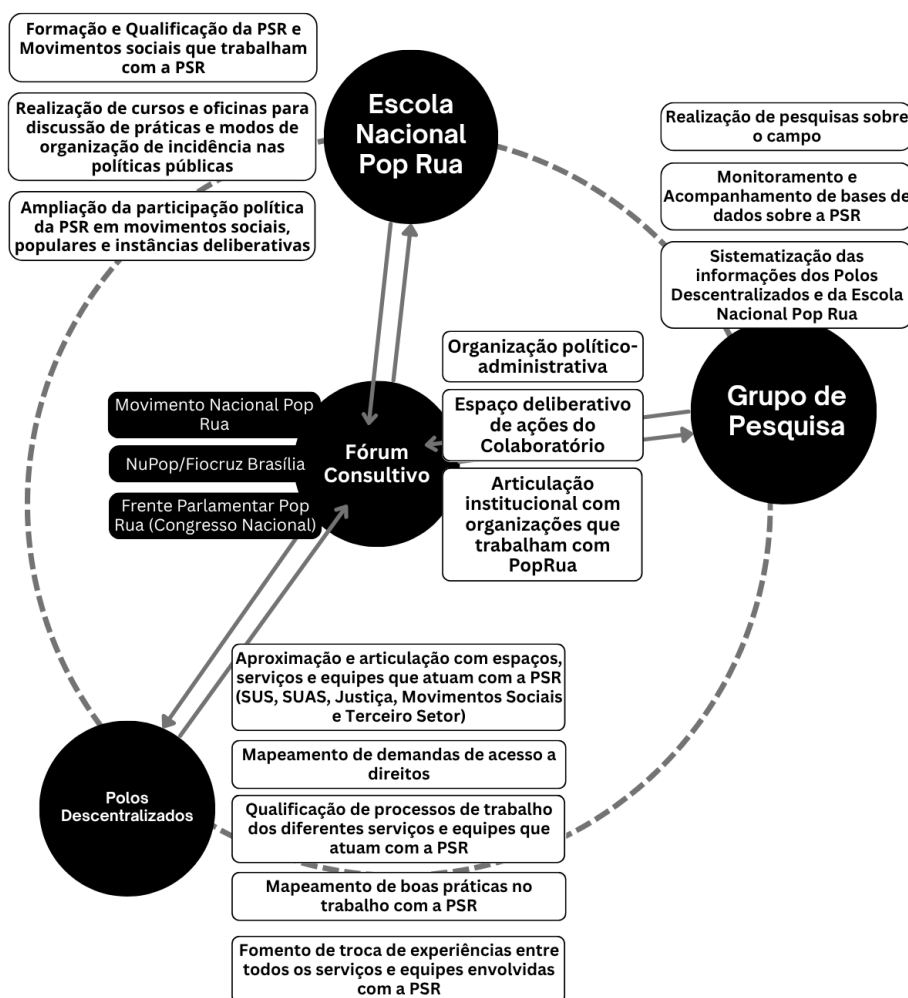 Formação e Qualificação da PSR e
Movimentos sociais que trabalham
com a PSR
Realização de cursos e oficinas para
discussão de práticas e modos de
organização de incidência nas
políticas públicas
Ampliação da participação política
da PSR em movimentos sociais,
populares e instâncias deliberativas
Escola
Nacional
Pop Rua
Realização de pesquisas sobre
o campo
Monitoramento e
Acompanhamento de bases de
dados sobre a PSR
Sistematização das
informações dos Polos
Descentralizados e da Escola
Nacional Pop Rua
Grupo de
Pesquisa
Movimento Nacional Pop
Rua
NuPop/Fiocruz Brasília
Frente Parlamentar Pop
Rua (Congresso Nacional)
Fórum
Consultivo
Organização político-
administrativa
Espaço deliberativo
de ações do
Colaboratório
Articulação
institucional com
organizações que
trabalham com
PopRua
Polos
Descentralizados
Aproximação e articulação com espaços,
serviços e equipes que atuam com a PSR
(SUS, SUAS, Justiça, Movimentos Sociais
e Terceiro Setor)
Mapeamento de demandas de acesso a
direitos
Qualificação de processos de trabalho
dos diferentes serviços e equipes que
atuam com a PSR
Mapeamento de boas práticas no
trabalho com a PSR
Fomento de troca de experiências entre
todos os serviços e equipes envolvidas
com a PSR